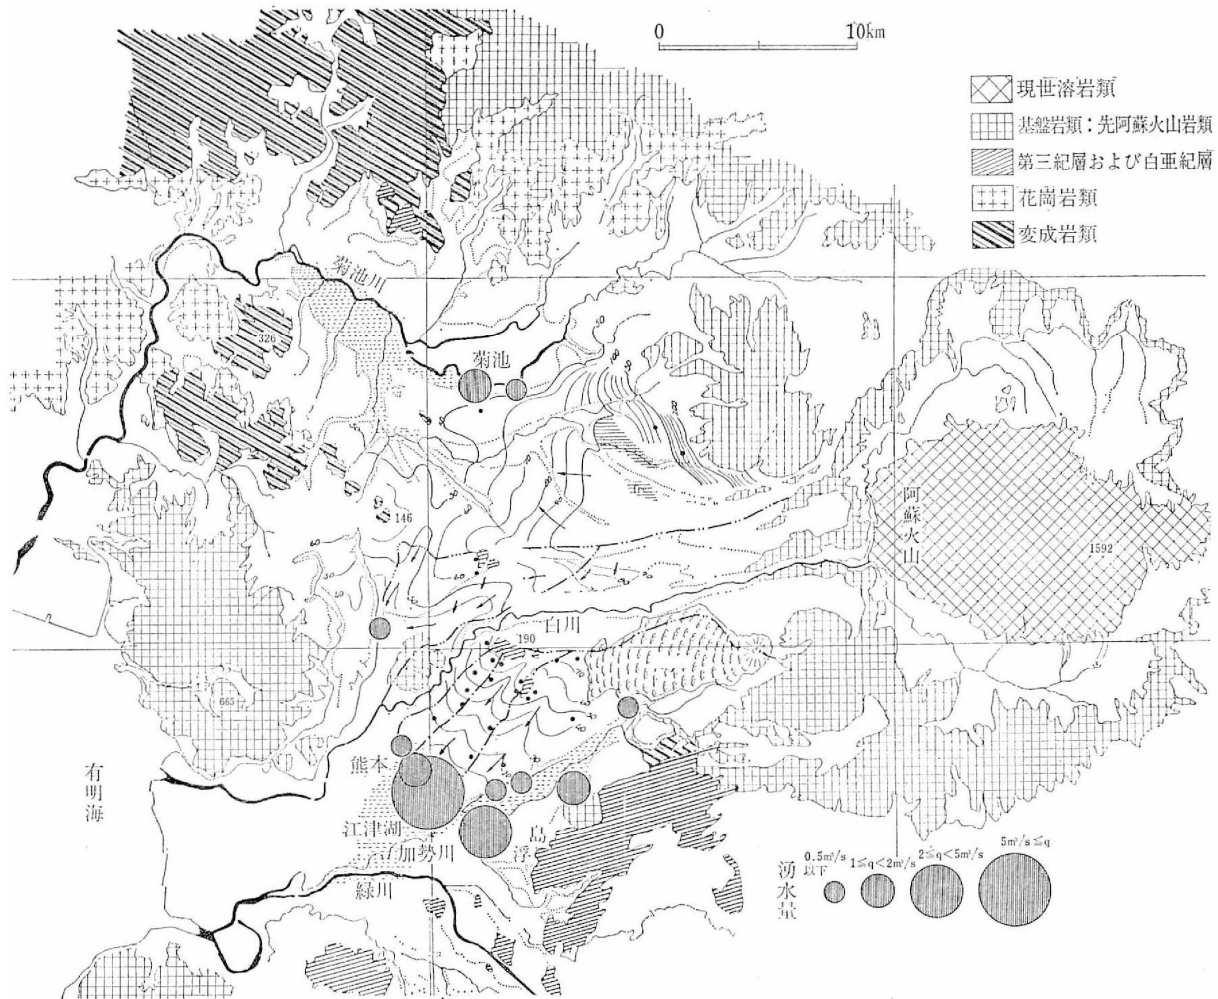 0
10km
現世溶岩類
基盤岩類：先阿蘇火山岩類
第三紀層および白亜紀層
花崗岩類
変成岩類
菊池川
326
菊池
146
阿蘇火山
1592
白川
190
665
熊本
有明海
江津湖
加勢川
島
浮
緑川
湧水量
0.5m³/s以下
1≦q<2m³/s
2≦q<5m³/s
5m³/s≦q